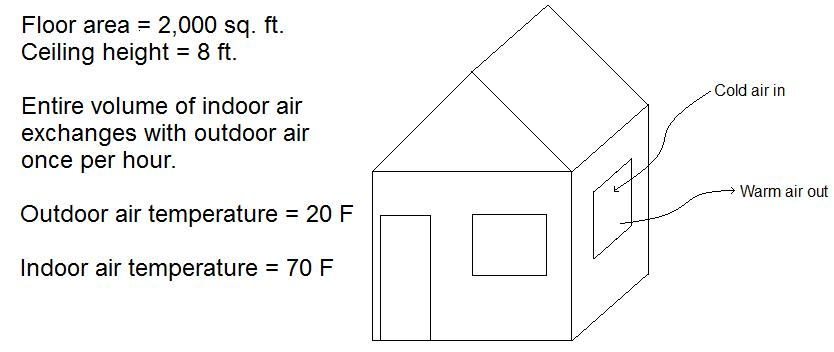 Floor area = 2,000 sq. ft.
Ceiling height = 8 ft.
Entire volume of indoor air
exchanges with outdoor air
once per hour.
Outdoor air temperature = 20 F
Indoor air temperature = 70 F
Cold air in
Warm air out